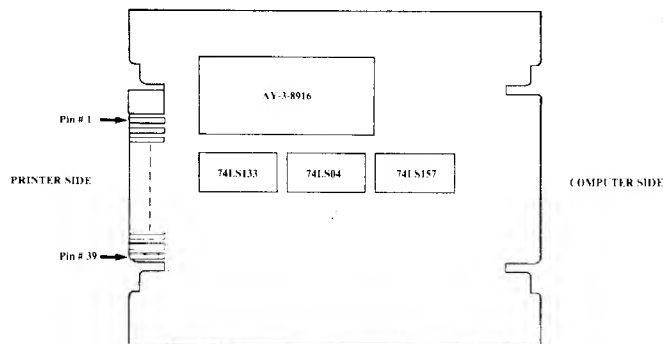 AY-3-8916
Pin # 1
74LS133
74LS04
74LS157
PRINTER SIDE
COMPUTER SIDE
Pin # 39